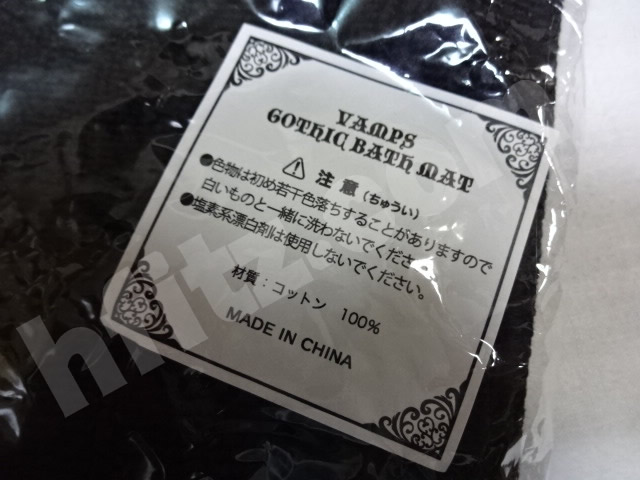 VAMPS
GOTHIC BATH MAT
⚠ 注意(ちゅうい)
●色物は初め若干色落ちすることがありますので
白いものと一緒に洗わないでくださ
●塩素系漂白剤は使用しないでください。
材質:コットン 100%
MADE IN CHINA